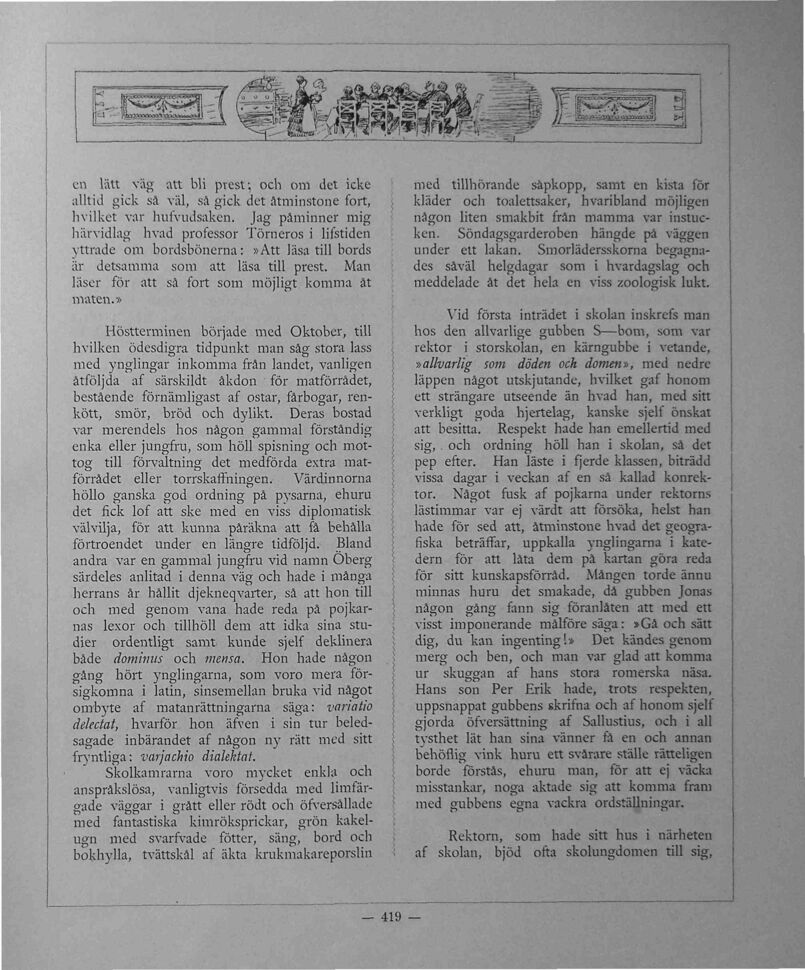 en lätt väg att bli prest; och om det icke
alltid gick så väl, så gick det åtminstone fort,
hvilket var hufvudsaken. Jag påminner mig
härvidlag hvad professor Törneros i lifstiden
yttrade om bordsbönerna: »Att läsa till bords
är detsamma som att läsa till prest. Man
läser för att så fort som möjligt komma åt
maten.»
Höstterminen började med Oktober, till
hvilken ödesdigra tidpunkt man såg stora lass
med ynglingar inkomma från landet, vanligen
åtföljda af särskildt åkdon för matförrådet,
bestående förnämligast af ostar, fårbogar, ren-
kött, smör, bröd och dylikt. Deras bostad
var merendels hos någon gammal förståndig
enka eller jungfru, som höll spisning och mot-
tog till förvaltning det medförda extra mat-
förrådet eller torrskaffningen. Värdinnorna
höllo ganska god ordning på pysarna, ehuru
det fick lof att ske med en viss diplomatisk
välvilja, för att kunna påräkna att få behålla
förtroendet under en längre tidföljd. Bland
andra var en gammal jungfru vid namn Öberg
särdeles anlitad i denna väg och hade i många
herrans år hållit djekneqvarter, så att hon till
och med genom vana hade reda på pojkar-
nas lexor och tillhöll dem att idka sina stu-
dier ordentligt samt kunde sjelf deklinera
både dominus och mensa. Hon hade någon
gång hört ynglingarna, som voro mera för-
sigkomna i latin, sinsemellan bruka vid något
ombyte af matanrättningarna säga: variatio
delectat, hvarför hon äfven i sin tur beled-
sagade inbärandet af någon ny rätt med sitt
fryntliga: varjachio dialektat.
Skolkamrarna voro mycket enkla och
anspråkslösa, vanligtvis försedda med limfär-
gade väggar i grått eller rödt och öfversållade
med fantastiska kimröksprickar, grön kakel-
ugn med svarfvade fötter, säng, bord och
bokhylla, tvättskål af äkta krukmakareporslin
med tillhörande såpkopp, samt en kista för
kläder och toalettsaker, hvaribland möjligen
någon liten smakbit från mamma var instuc-
ken. Söndagsgarderoben hängde på väggen
under ett lakan. Smorlädersskorna begagna-
des såväl helgdagar som i hvardagslag och
meddelade åt det hela en viss zoologisk lukt.
Vid första inträdet i skolan inskrefs man
hos den allvarlige gubben S—bom, som var
rektor i storskolan, en kärngubbe i vetande,
»allvarlig som döden och domen», med nedre
läppen något utskjutande, hvilket gaf honom
ett strängare utseende än hvad han, med sitt
verkligt goda hjertelag, kanske sjelf önskat
att besitta. Respekt hade han emellertid med
sig, och ordning höll han i skolan, så det
pep efter. Han läste i fjerde klassen, biträdd
vissa dagar i veckan af en så kallad konrek-
tor. Något fusk af pojkarna under rektorns
lästimmar var ej värdt att försöka, helst han
hade för sed att, åtminstone hvad det geogra-
fiska beträffar, uppkalla ynglingarna i kate-
dern för att låta dem på kartan göra reda
för sitt kunskapsförråd. Mången torde ännu
minnas huru det smakade, då gubben Jonas
någon gång fann sig föranlåten att med ett
visst imponerande målföre säga: »Gå och sätt
dig, du kan ingenting!» Det kändes genom
merg och ben, och man var glad att komma
ur skuggan af hans stora romerska näsa.
Hans son Per Erik hade, trots respekten,
uppsnappat gubbens skrifna och af honom sjelf
gjorda öfversättning af Sallustius, och i all
tysthet lät han sina vänner få en och annan
behöflig vink huru ett svårare ställe rätteligen
borde förstås, ehuru man, för att ej väcka
misstankar, noga aktade sig att komma fram
med gubbens egna vackra ordställningar.
Rektorn, som hade sitt hus i närheten
af skolan, bjöd ofta skolungdomen till sig,
— 419 —